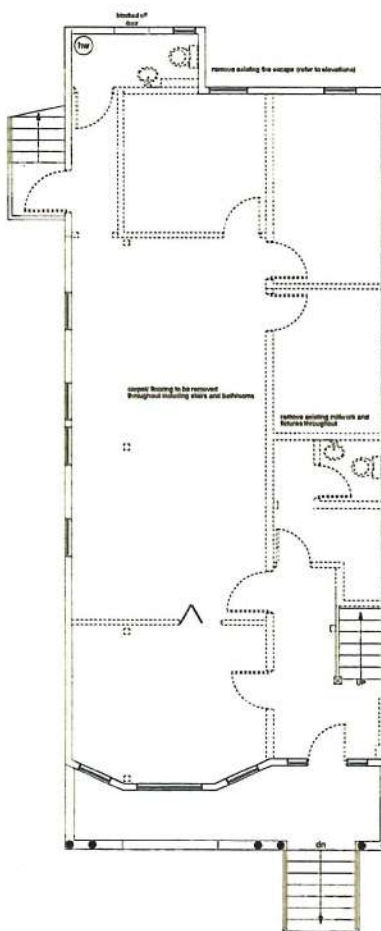 blocked off
door
hw
remove existing fire escape (refer to elevations)
carpet/ flooring to be removed
throughout including stairs and bathrooms
remove existing millwork and
fixtures throughout
up
dn